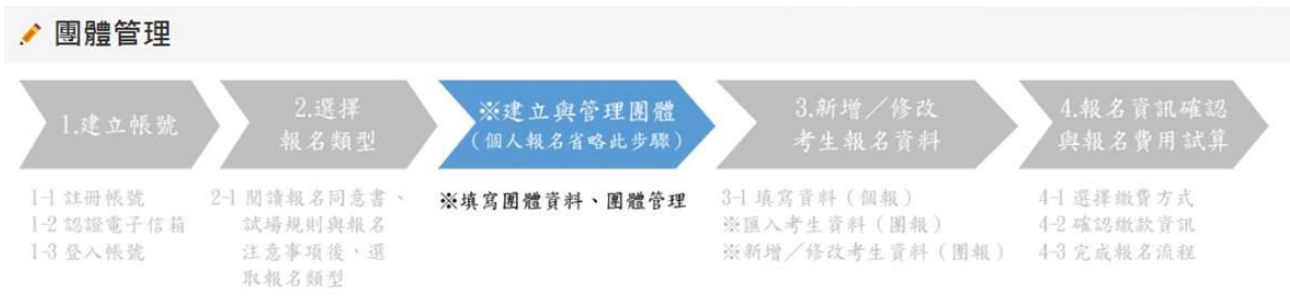 團體管理
1.建立帳號
2.選擇
報名類型
※建立與管理團體
(個人報名省略此步驟)
3.新增／修改
考生報名資料
4.報名資訊確認
與報名費用試算
1-1 註冊帳號
1-2 認證電子信箱
1-3 登入帳號
2-1 閱讀報名同意書、
試場規則與報名
注意事項後，選
取報名類型
※填寫團體資料、團體管理
3-1 填寫資料（個報）
※匯入考生資料（團報）
※新增／修改考生資料（團報）
4-1 選擇繳費方式
4-2 確認繳款資訊
4-3 完成報名流程